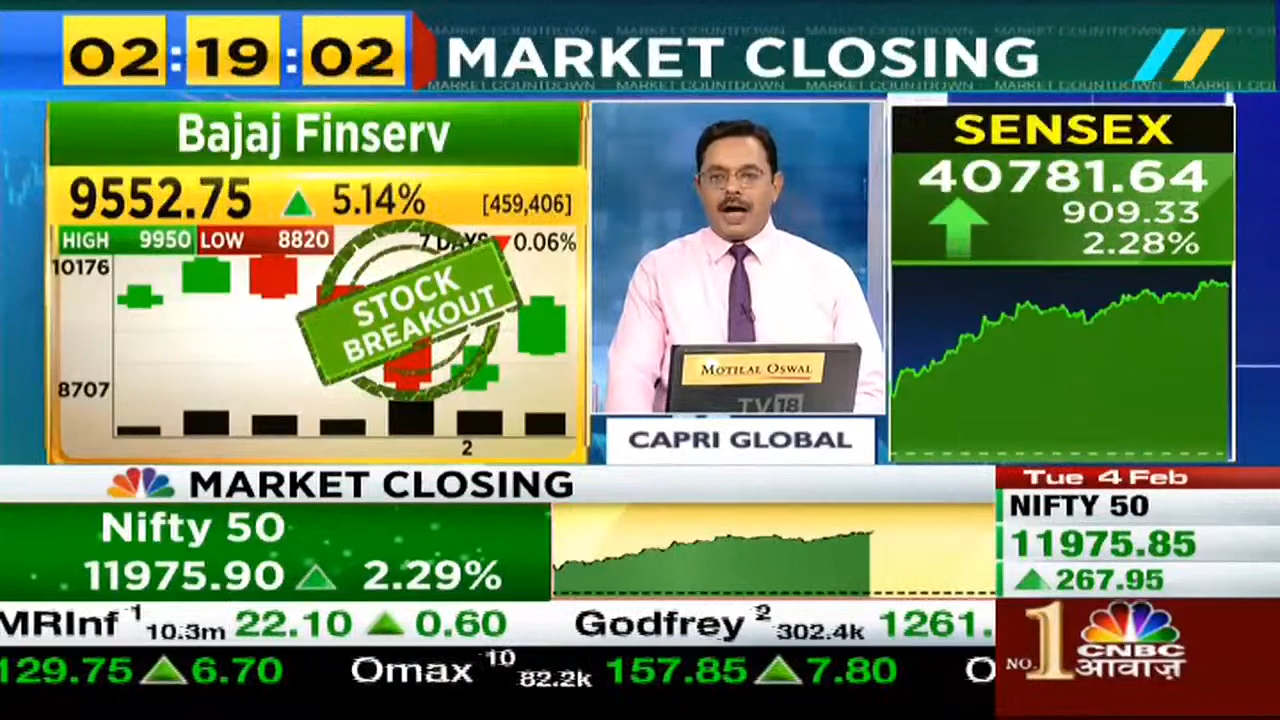 02:19:02
MARKET CLOSING
Bajaj Finserv
9552.75 ▲ 5.14% [459,406]
HIGH 9950 LOW 8820 7 DAYS ▼ 0.06%
10176
8707
2
STOCK
BREAKOUT
MOTILAL OSWAL
TV18
CAPRI GLOBAL
SENSEX
40781.64
909.33
2.28%
MARKET CLOSING
Nifty 50
11975.90 ▲ 2.29%
Tue 4 Feb
NIFTY 50
11975.85
▲ 267.95
MRInf 1 10.3m 22.10 ▲ 0.60 Godfrey 2 302.4k 1261.
129.75 ▲ 6.70 Omax 10 82.2k 157.85 ▲ 7.80 O
NO.1 CNBC
आवाज़